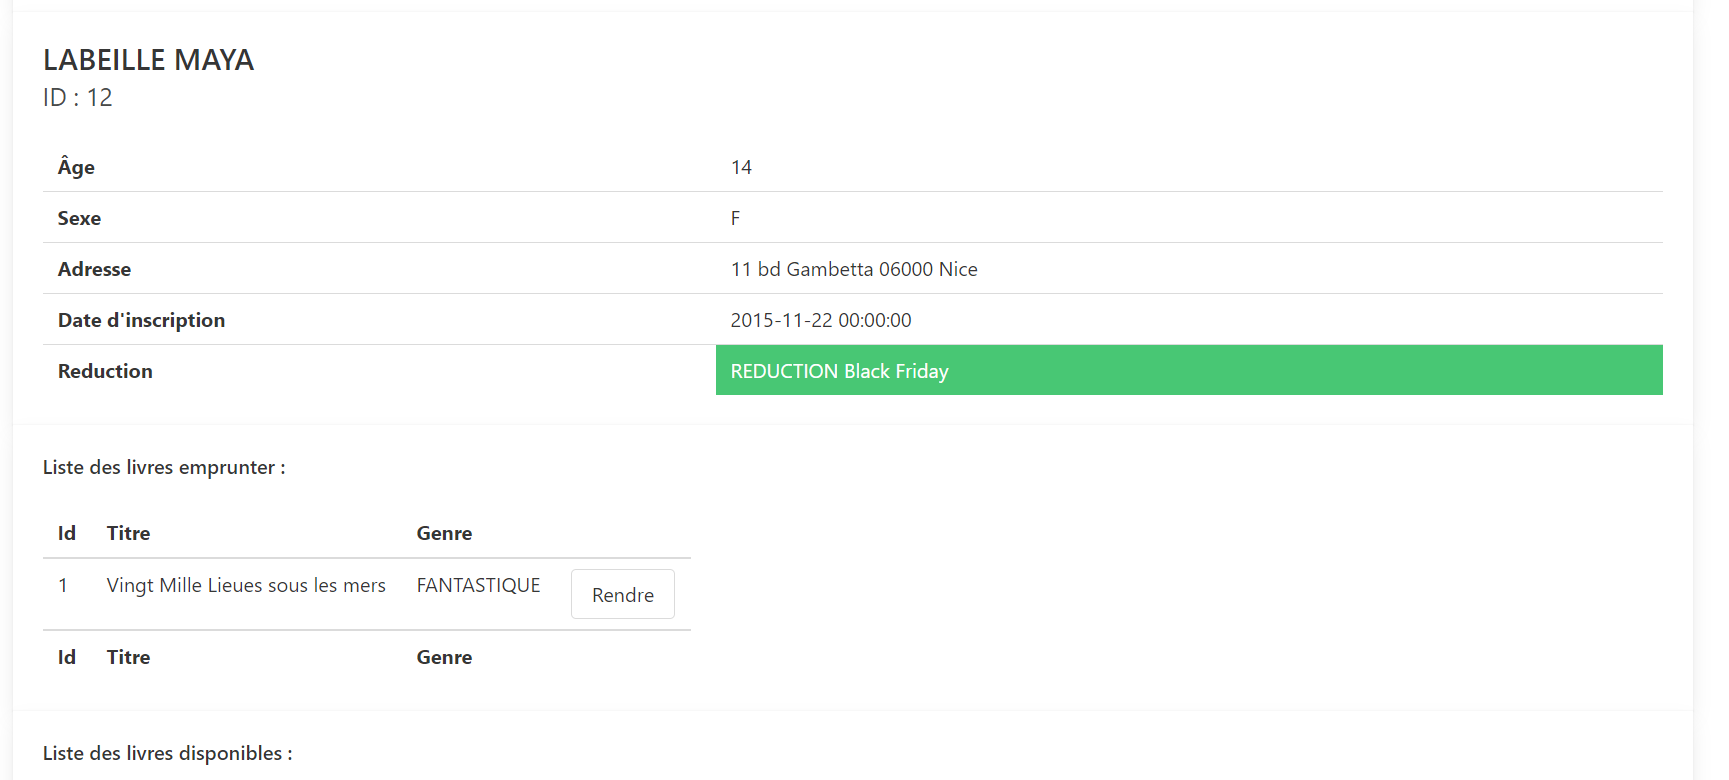 LABEILLE MAYA
ID : 12
Âge 14
Sexe F
Adresse 11 bd Gambetta 06000 Nice
Date d'inscription 2015-11-22 00:00:00
Reduction REDUCTION Black Friday
Liste des livres emprunter :
Id Titre Genre
1 Vingt Mille Lieues sous les mers FANTASTIQUE Rendre
Id Titre Genre
Liste des livres disponibles :